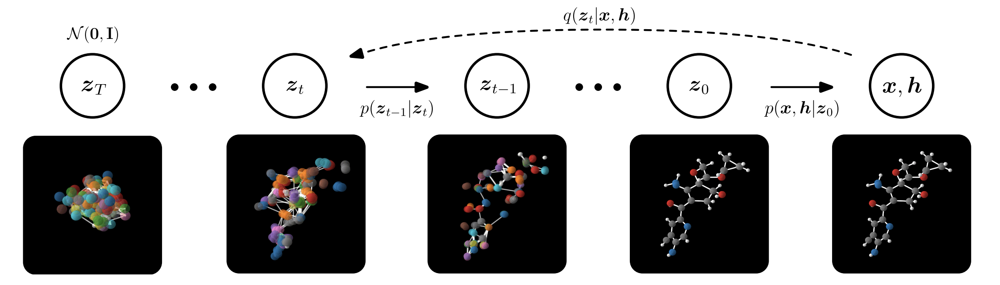 q(z_t|x, h)
𝒩(0, I)
z_T
z_t
z_{t−1}
z_0
x, h
p(z_{t−1}|z_t)
p(x, h|z_0)